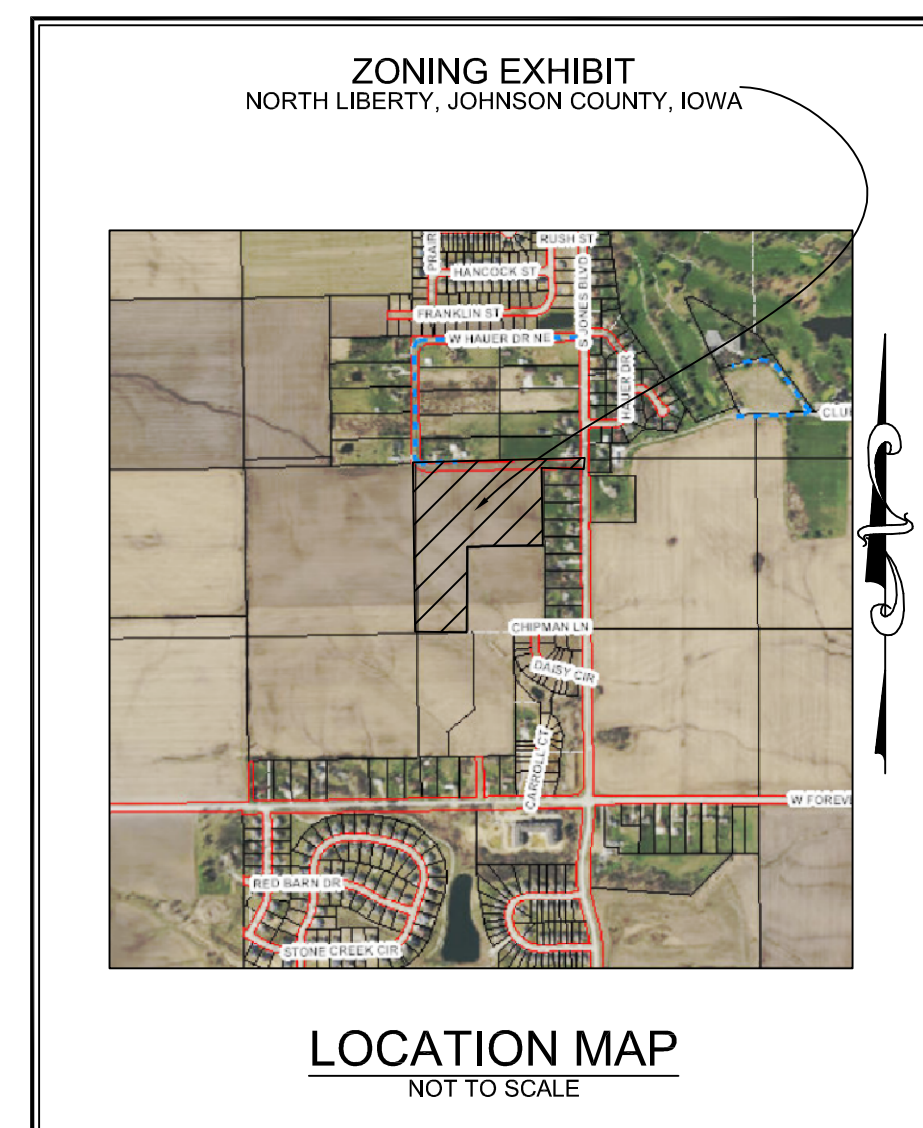 ZONING EXHIBIT
NORTH LIBERTY, JOHNSON COUNTY, IOWA
RUSH ST
PRAIR
HANCOCK ST
S JONES BLVD
FRANKLIN ST
W HAUER DR NE
HAUER DR
CLU
CHIPMAN LN
DAISY CIR
CARROLL CT
W FOREV
RED BARN DR
STONE CREEK CIR
LOCATION MAP
NOT TO SCALE